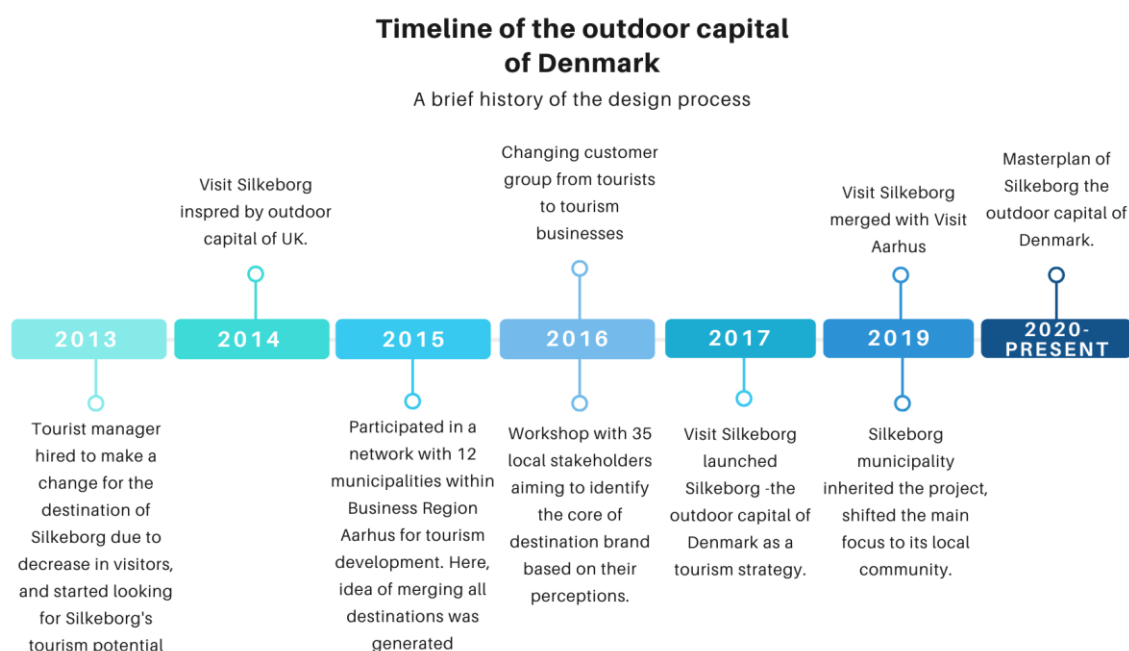 Timeline of the outdoor capital
of Denmark
A brief history of the design process
Visit Silkeborg
inspred by outdoor
capital of UK.
Changing customer
group from tourists
to tourism
businesses
Visit Silkeborg
merged with Visit
Aarhus
Masterplan of
Silkeborg the
outdoor capital of
Denmark.
2013
2014
2015
2016
2017
2019
2020-
PRESENT
Tourist manager
hired to make a
change for the
destination of
Silkeborg due to
decrease in visitors,
and started looking
for Silkeborg's
tourism potential
Participated in a
network with 12
municipalities within
Business Region
Aarhus for tourism
development. Here,
idea of merging all
destinations was
generated
Workshop with 35
local stakeholders
aiming to identify
the core of
destination brand
based on their
perceptions.
Visit Silkeborg
launched
Silkeborg -the
outdoor capital of
Denmark as a
tourism strategy.
Silkeborg
municipality
inherited the project,
shifted the main
focus to its local
community.